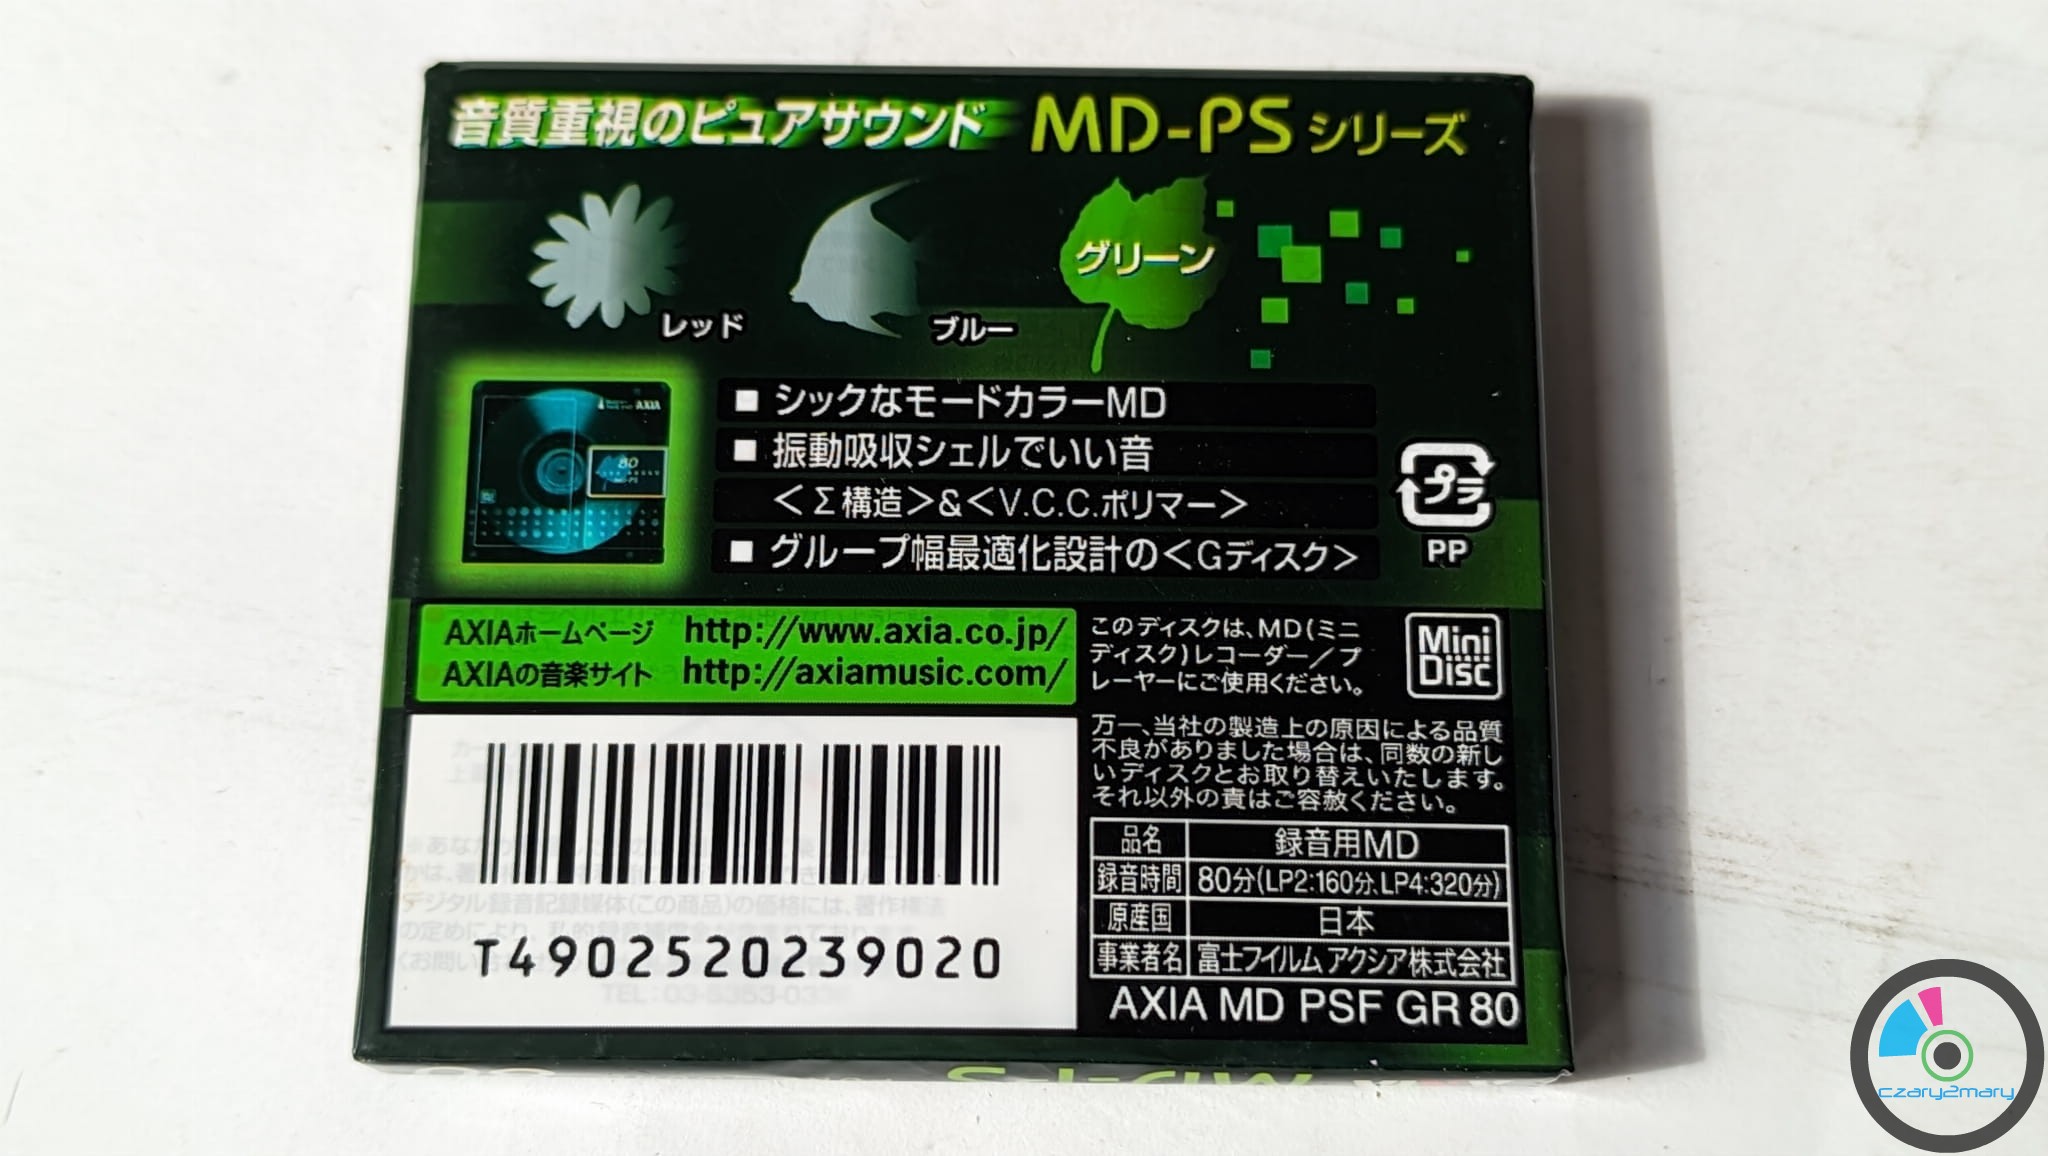 音質重視のピュアサウンド MD-PSシリーズ
レッド
ブルー
グリーン
AXIA
80
■ シックなモードカラーMD
■ 振動吸収シェルでいい音
＜Σ構造＞&＜V.C.C.ポリマー＞
■ グループ幅最適化設計の＜Gディスク＞
プラ
PP
AXIAホームページ http://www.axia.co.jp/
AXIAの音楽サイト http://axiamusic.com/
このディスクは、MD(ミニ
ディスク)レコーダー／プ
レーヤーにご使用ください。
Mini
Disc
万一、当社の製造上の原因による品質
不良がありました場合は、同数の新し
いディスクとお取り替えいたします。
それ以外の責はご容赦ください。
品名 録音用MD
録音時間 80分(LP2:160分、LP4:320分)
原産国 日本
事業者名 富士フイルム アクシア株式会社
AXIA MD PSF GR 80
T4902520239020
czary2mary